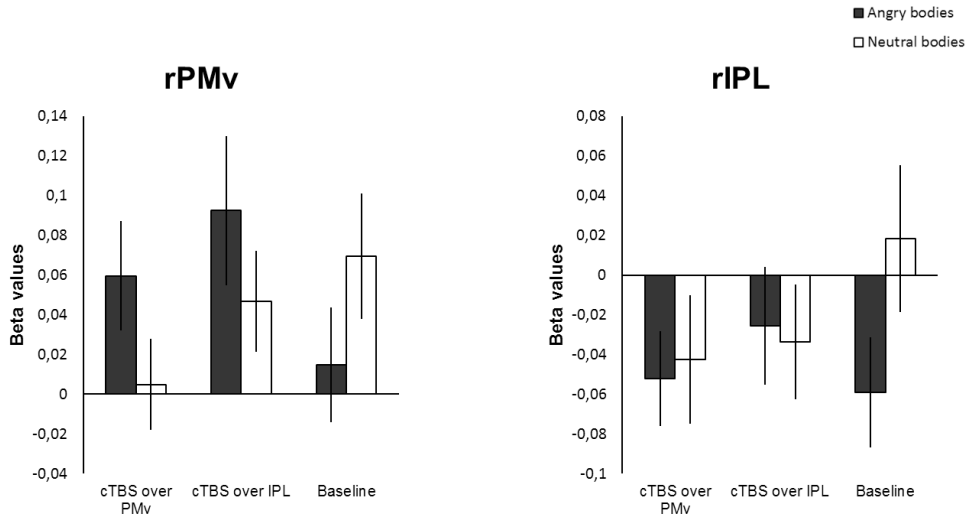 Angry bodies
Neutral bodies
rPMv
Beta values
0,14
0,12
0,1
0,08
0,06
0,04
0,02
0
-0,02
-0,04
cTBS over
PMv
cTBS over IPL
Baseline
rIPL
Beta values
0,08
0,06
0,04
0,02
0
-0,02
-0,04
-0,06
-0,08
-0,1
cTBS over
PMv
cTBS over IPL
Baseline